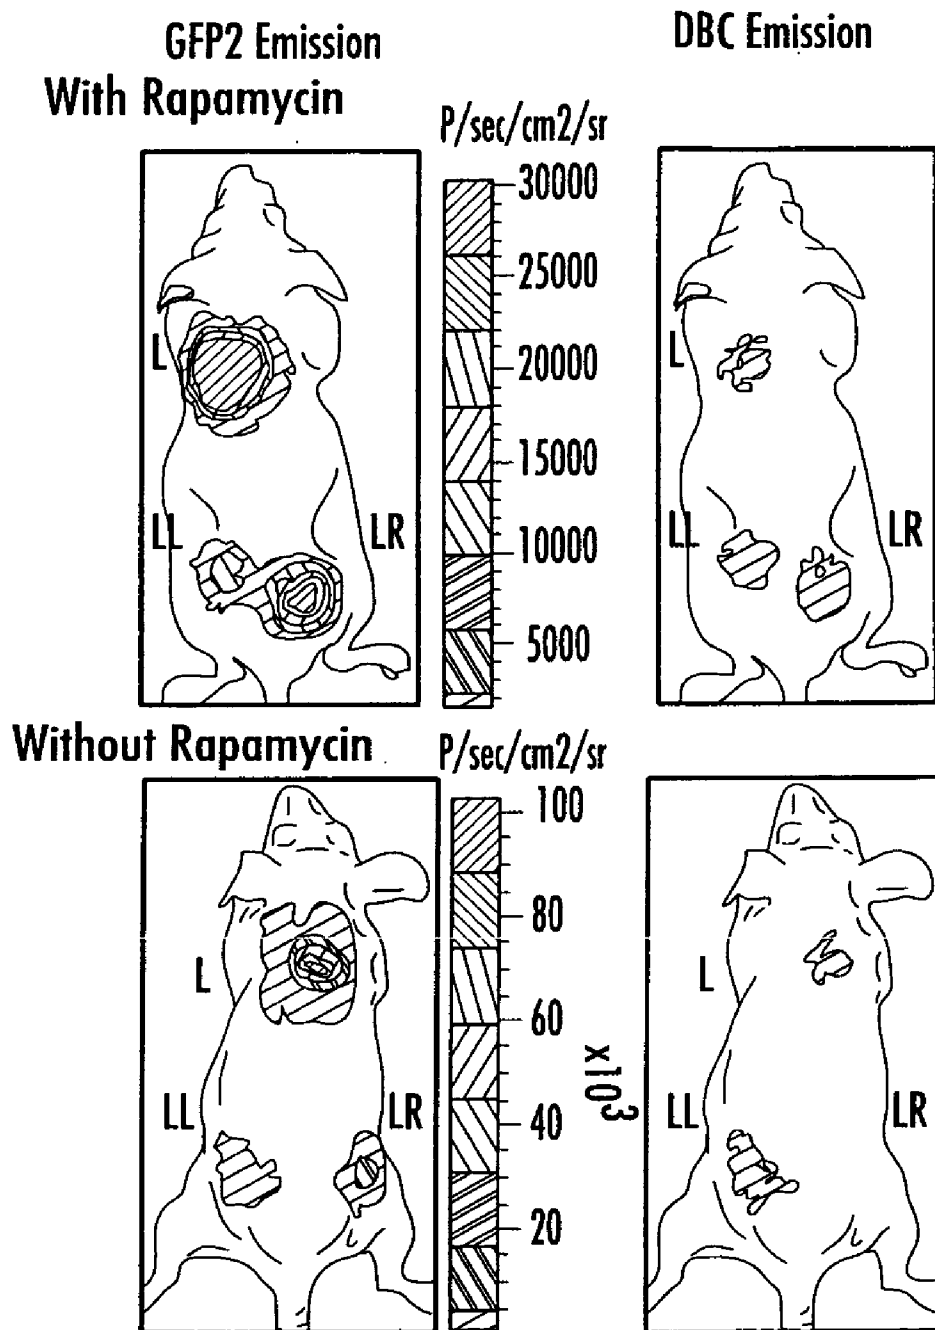 GFP2 Emission
DBC Emission
With Rapamycin
P/sec/cm2/sr
30000
25000
20000
15000
10000
5000
L
LL
LR
L
LL
LR
Without Rapamycin
P/sec/cm2/sr
100
80
60
40
20
x103
L
LL
LR
L
LL
LR